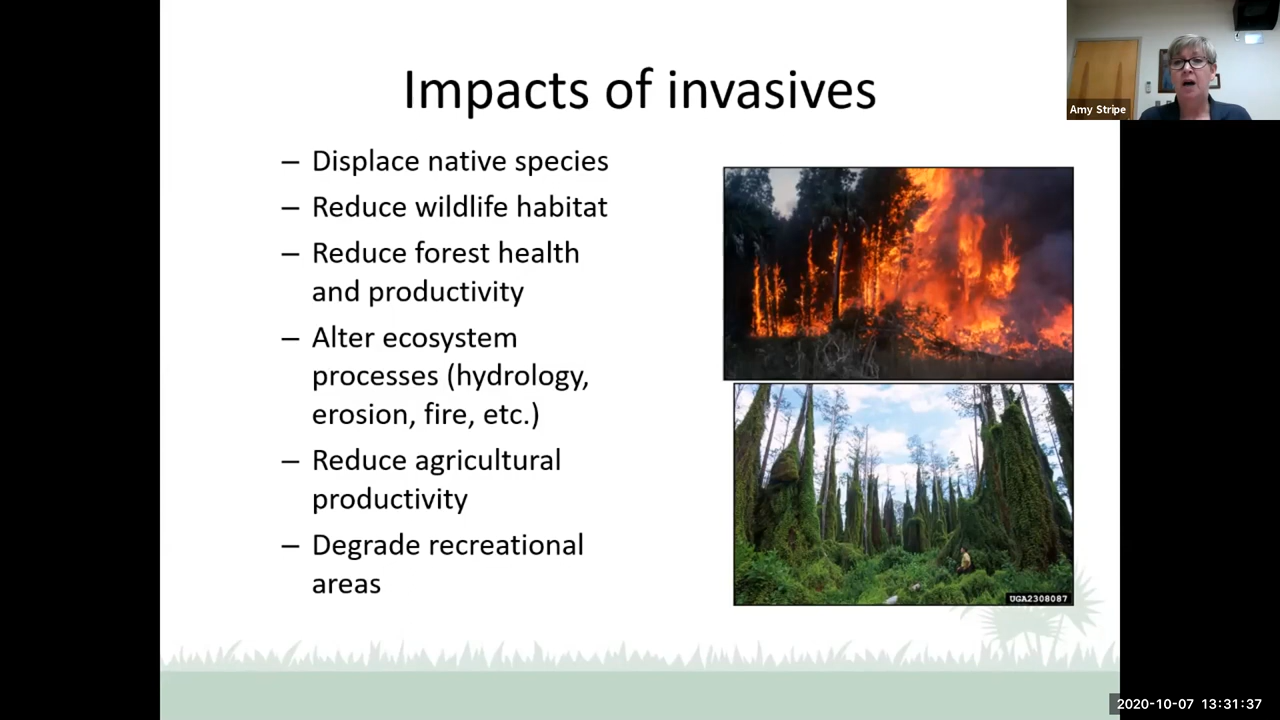 Impacts of invasives
Amy Stripe
– Displace native species
– Reduce wildlife habitat
– Reduce forest health
and productivity
– Alter ecosystem
processes (hydrology,
erosion, fire, etc.)
– Reduce agricultural
productivity
– Degrade recreational
areas
UGA2308087
2020-10-07 13:31:37